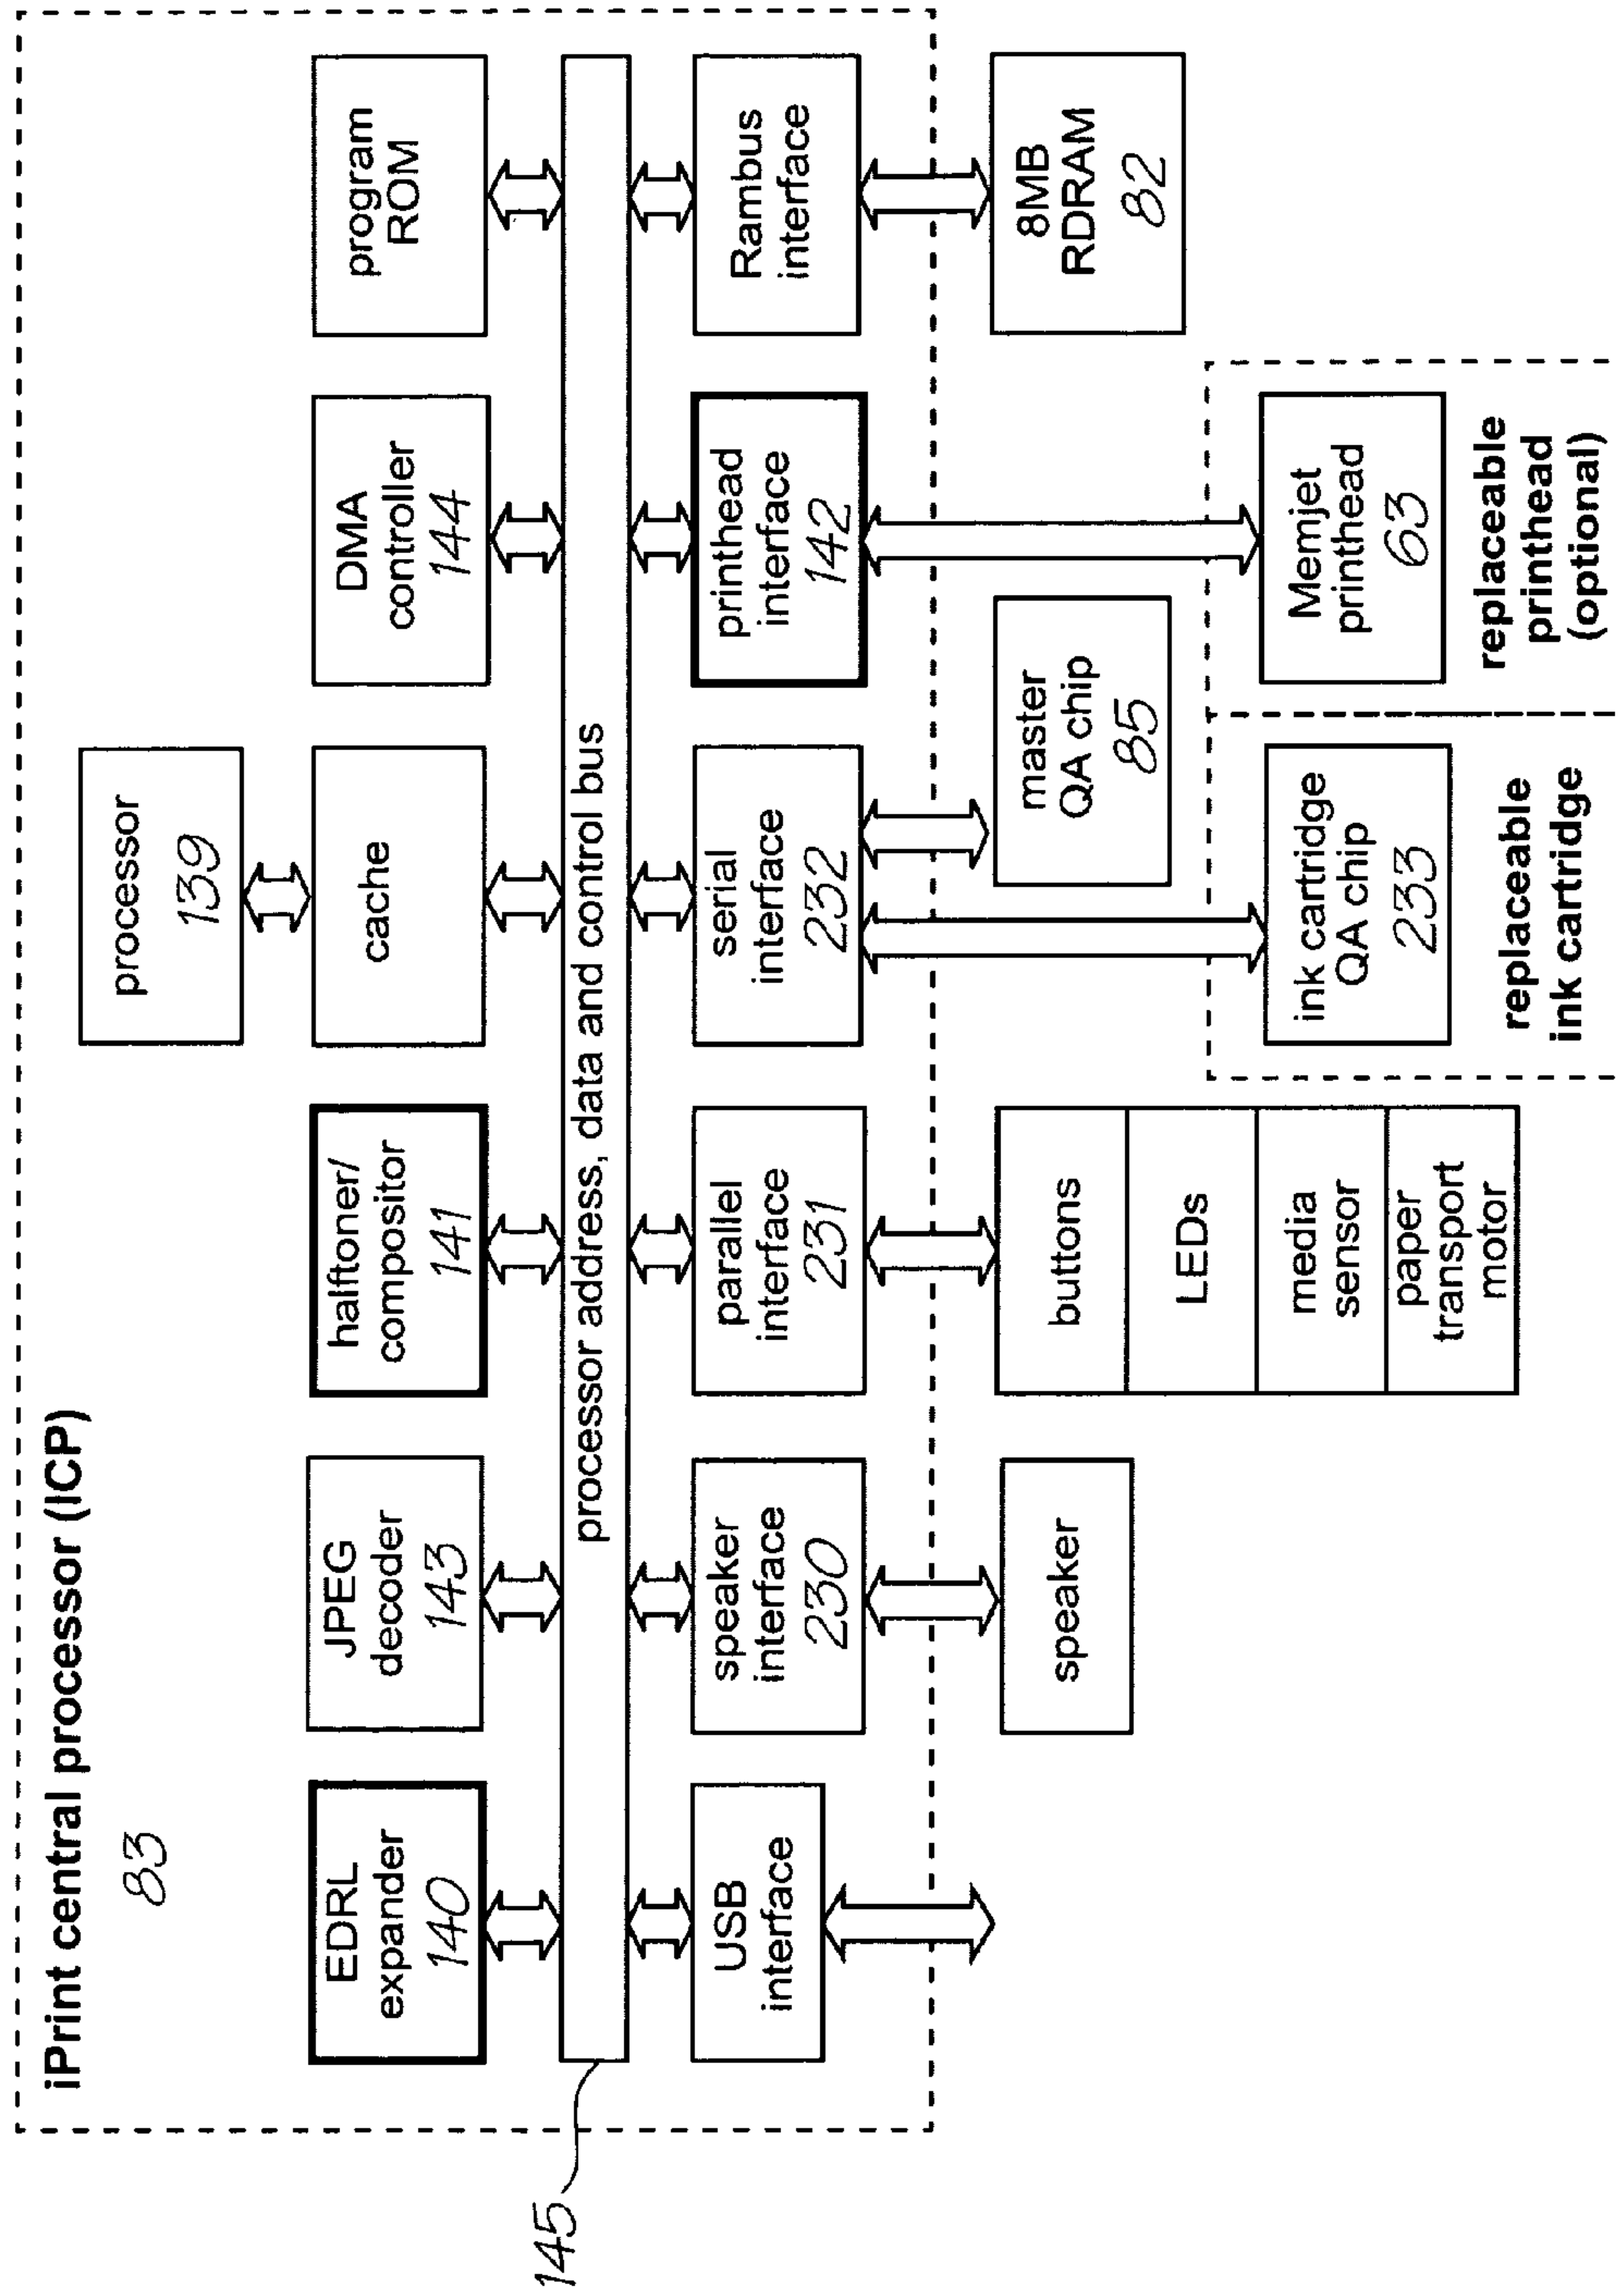 iPrint central processor (ICP)
83
processor
139
EDRL
expander
140
JPEG
decoder
143
halftoner/
compositor
141
cache
DMA
controller
144
program
ROM
processor address, data and control bus
145
USB
interface
speaker
interface
230
parallel
interface
231
serial
interface
232
printhead
interface
142
Rambus
interface
speaker
buttons
LEDs
media
sensor
paper
transport
motor
master
QA chip
85
8MB
RDRAM
82
ink cartridge
QA chip
233
replaceable
ink cartridge
Memjet
printhead
63
replaceable
printhead
(optional)